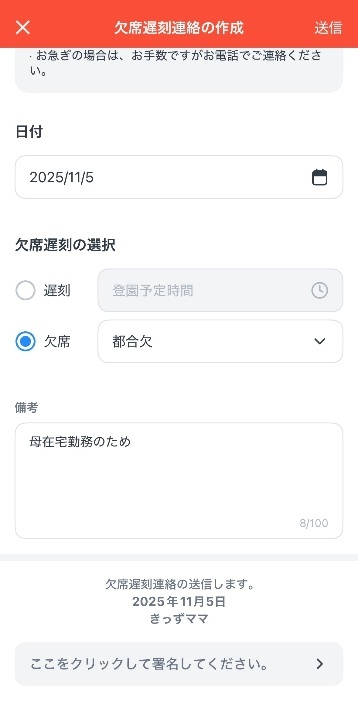 欠席遅刻連絡の作成
送信
· お急ぎの場合は、お手数ですがお電話でご連絡くださ
い。
日付
2025/11/5
欠席遅刻の選択
遅刻
登園予定時間
欠席
都合欠
備考
母在宅勤務のため
8/100
欠席遅刻連絡の送信します。
2025年11月5日
きっずママ
ここをクリックして署名してください。